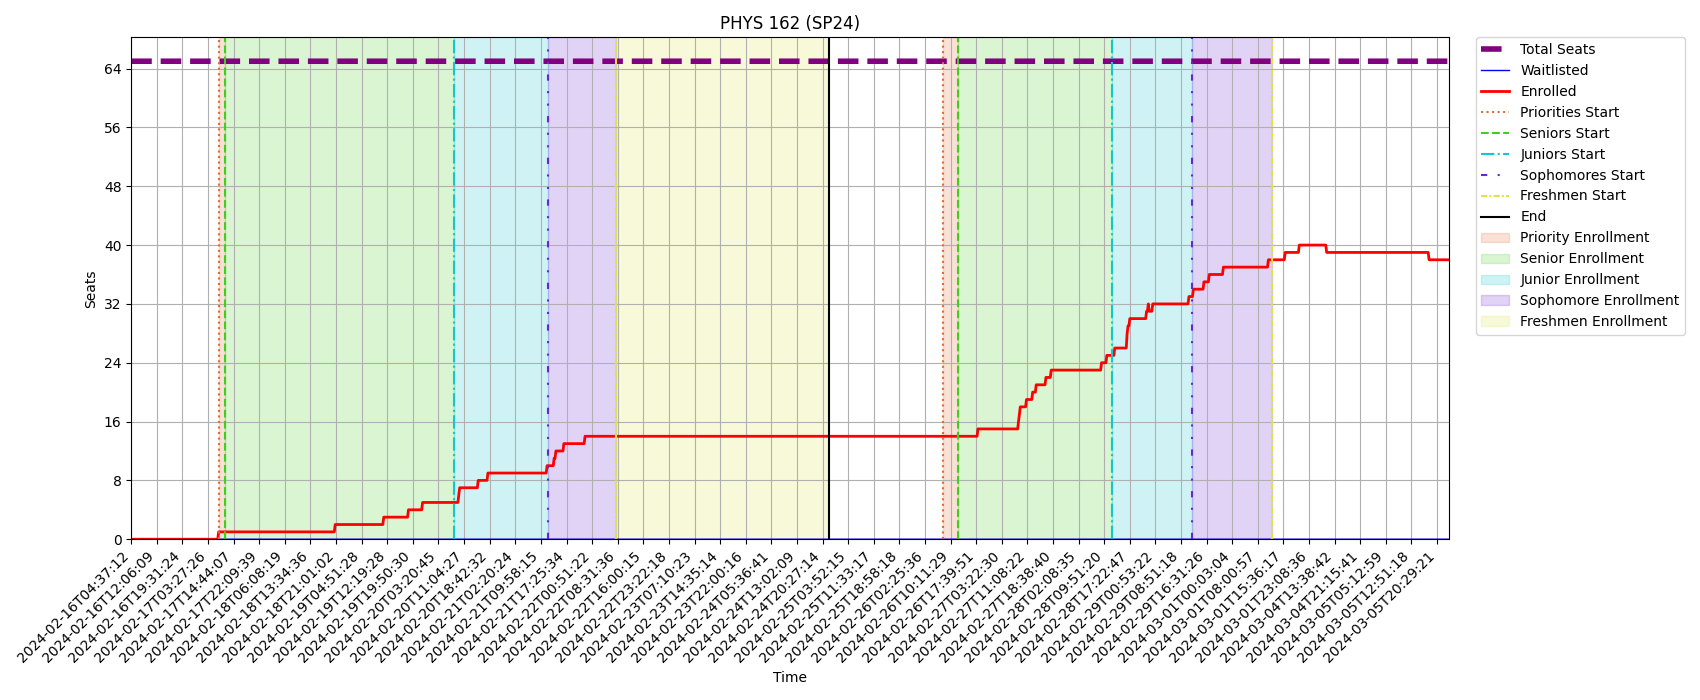 PHYS 162 (SP24)
Seats
64
56
48
40
32
24
16
8
0
2024-02-16T04:37:12
2024-02-16T12:06:09
2024-02-16T19:31:24
2024-02-17T03:27:26
2024-02-17T14:44:07
2024-02-17T22:09:39
2024-02-18T06:08:19
2024-02-18T13:34:36
2024-02-18T21:01:02
2024-02-19T04:51:28
2024-02-19T12:19:28
2024-02-19T19:50:30
2024-02-20T03:20:45
2024-02-20T11:04:27
2024-02-20T18:42:32
2024-02-21T02:20:24
2024-02-21T09:58:15
2024-02-21T17:25:34
2024-02-22T00:51:22
2024-02-22T08:31:36
2024-02-22T16:00:15
2024-02-22T23:22:18
2024-02-23T07:10:23
2024-02-23T14:35:14
2024-02-23T22:00:16
2024-02-24T05:36:41
2024-02-24T13:02:09
2024-02-24T20:27:14
2024-02-25T03:52:15
2024-02-25T11:33:17
2024-02-25T18:58:18
2024-02-26T02:25:36
2024-02-26T10:11:29
2024-02-26T17:39:51
2024-02-27T03:22:30
2024-02-27T11:08:22
2024-02-27T18:38:40
2024-02-28T02:08:35
2024-02-28T09:51:20
2024-02-28T17:22:47
2024-02-29T00:53:22
2024-02-29T08:51:18
2024-02-29T16:31:26
2024-03-01T00:03:04
2024-03-01T08:00:57
2024-03-01T15:36:17
2024-03-01T23:08:36
2024-03-04T13:38:42
2024-03-04T21:15:41
2024-03-05T05:12:59
2024-03-05T12:51:18
2024-03-05T20:29:21
Time
Total Seats
Waitlisted
Enrolled
Priorities Start
Seniors Start
Juniors Start
Sophomores Start
Freshmen Start
End
Priority Enrollment
Senior Enrollment
Junior Enrollment
Sophomore Enrollment
Freshmen Enrollment